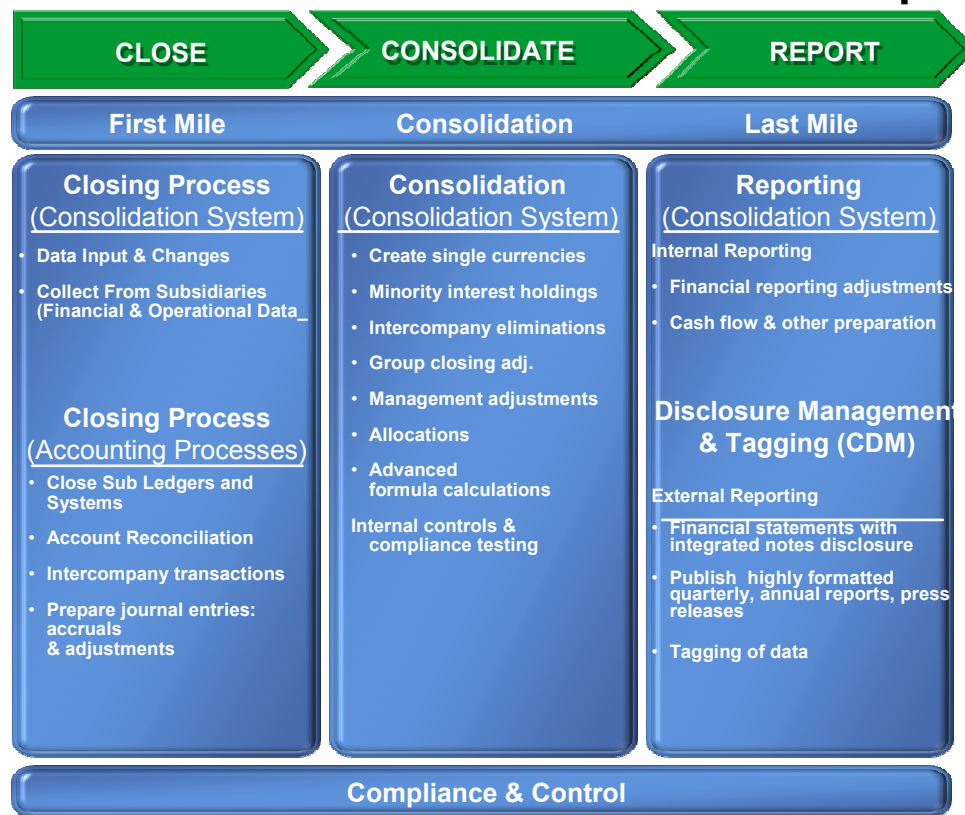 CLOSE
CONSOLIDATE
REPORT
First Mile
Consolidation
Last Mile
Closing Process
(Consolidation System)
• Data Input & Changes
• Collect From Subsidiaries
(Financial & Operational Data_
Closing Process
(Accounting Processes)
• Close Sub Ledgers and
Systems
• Account Reconciliation
• Intercompany transactions
• Prepare journal entries:
accruals
& adjustments
Consolidation
(Consolidation System)
• Create single currencies
• Minority interest holdings
• Intercompany eliminations
• Group closing adj.
• Management adjustments
• Allocations
• Advanced
formula calculations
Internal controls &
compliance testing
Reporting
(Consolidation System)
Internal Reporting
• Financial reporting adjustments
• Cash flow & other preparation
Disclosure Management
& Tagging (CDM)
External Reporting
• Financial statements with
integrated notes disclosure
• Publish highly formatted
quarterly, annual reports, press
releases
• Tagging of data
Compliance & Control